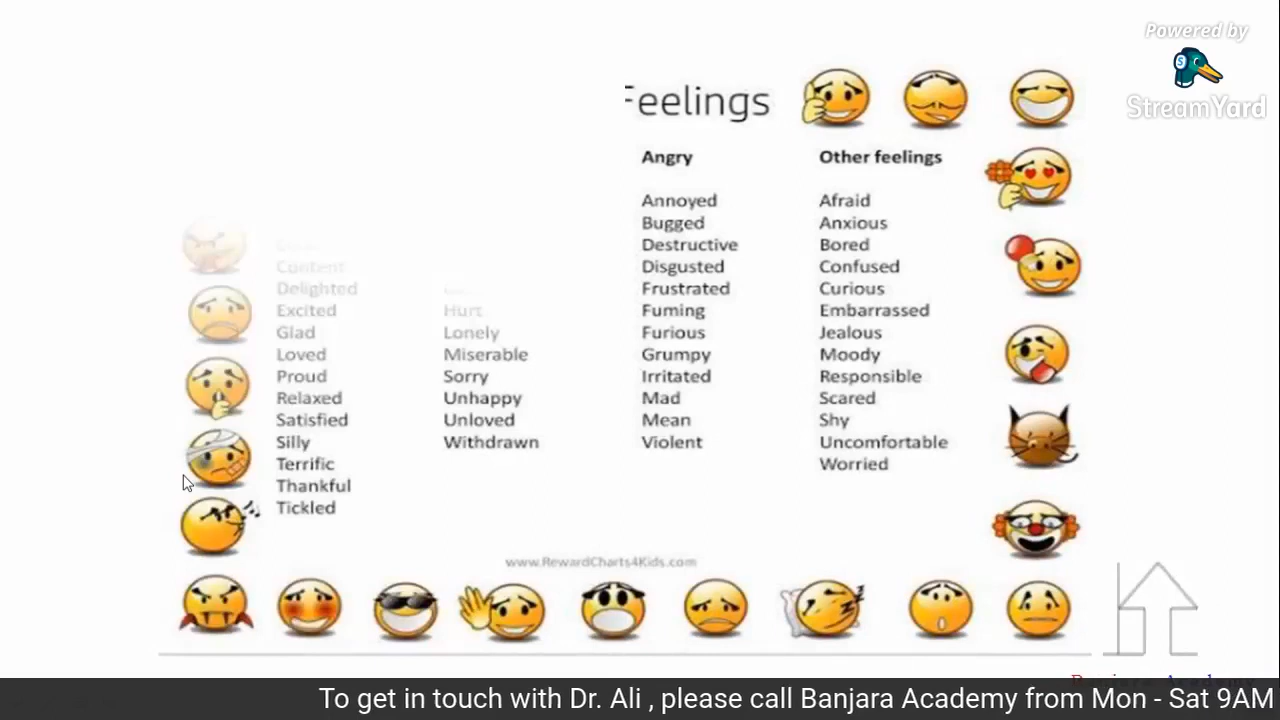 Powered by
StreamYard
Feelings
Angry
Other feelings
Annoyed
Afraid
Bugged
Anxious
Destructive
Bored
Content
Disgusted
Confused
Delighted
Frustrated
Curious
Excited
Hurt
Fuming
Embarrassed
Glad
Lonely
Furious
Jealous
Loved
Miserable
Grumpy
Moody
Proud
Sorry
Irritated
Responsible
Relaxed
Unhappy
Mad
Scared
Satisfied
Unloved
Mean
Shy
Silly
Withdrawn
Violent
Uncomfortable
Terrific
Worried
Thankful
Tickled
www.RewardCharts4Kids.com
To get in touch with Dr. Ali , please call Banjara Academy from Mon - Sat 9AM